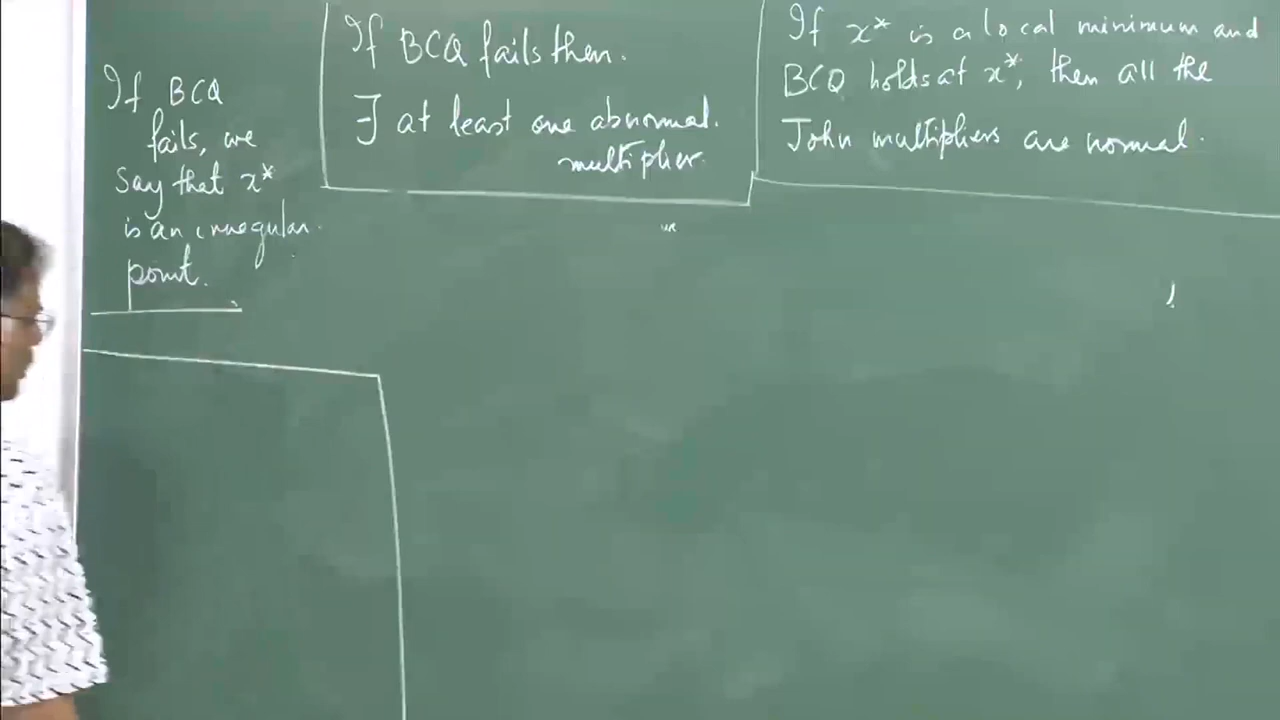 If BCQ
fails, we
say that x*
is an irregular
point.
If BCQ fails then.
∃ at least one abnormal.
multiplier.
If x* is a local minimum and
BCQ holds at x*, then all the
John multipliers are normal.